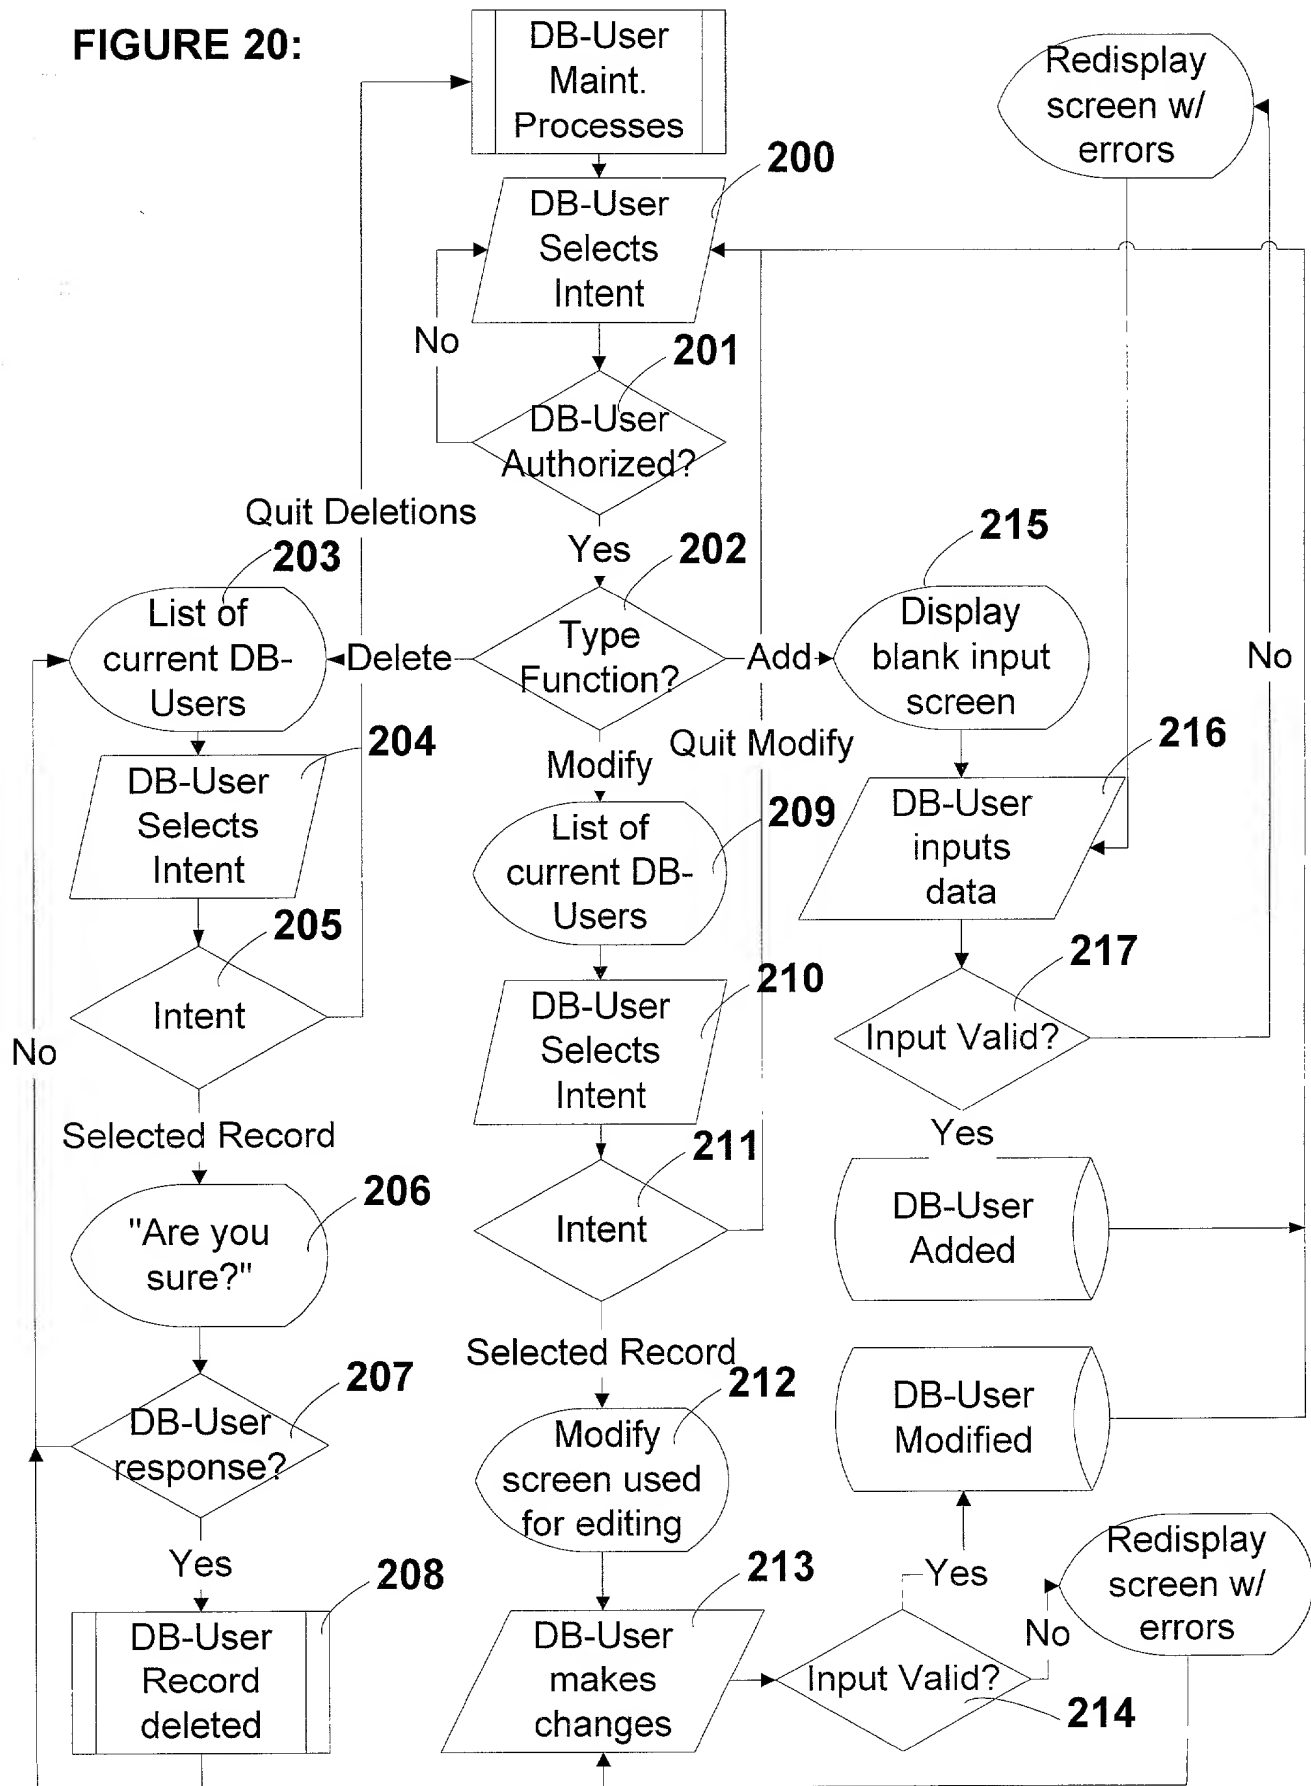 FIGURE 20:
DB-User
Maint.
Processes
Redisplay
screen w/
errors
200
DB-User
Selects
Intent
No
201
DB-User
Authorized?
Quit Deletions
Yes
202
203
List of
current DB-
Users
Delete
Type
Function?
Add
215
Display
blank input
screen
No
204
DB-User
Selects
Intent
Modify
Quit Modify
216
DB-User
inputs
data
209
List of
current DB-
Users
205
Intent
210
DB-User
Selects
Intent
217
Input Valid?
No
Selected Record
Yes
206
"Are you
sure?"
211
Intent
DB-User
Added
Selected Record
207
DB-User
response?
212
Modify
screen used
for editing
DB-User
Modified
Yes
Yes
Redisplay
screen w/
errors
208
DB-User
Record
deleted
213
DB-User
makes
changes
Input Valid?
No
214